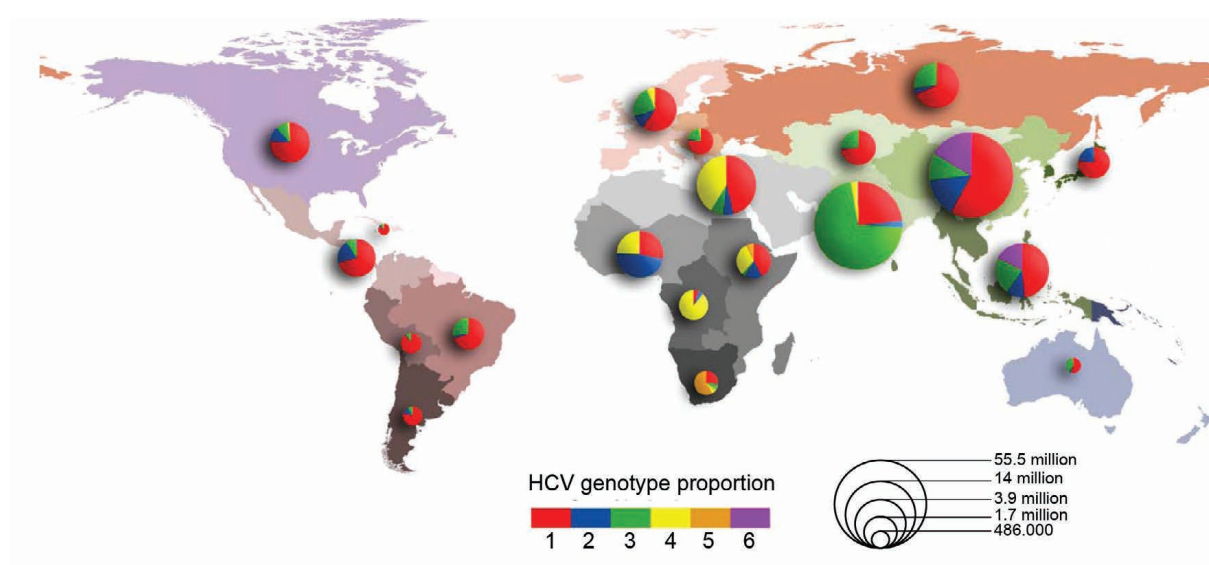 HCV genotype proportion
1 2 3 4 5 6
55.5 million
14 million
3.9 million
1.7 million
486.000